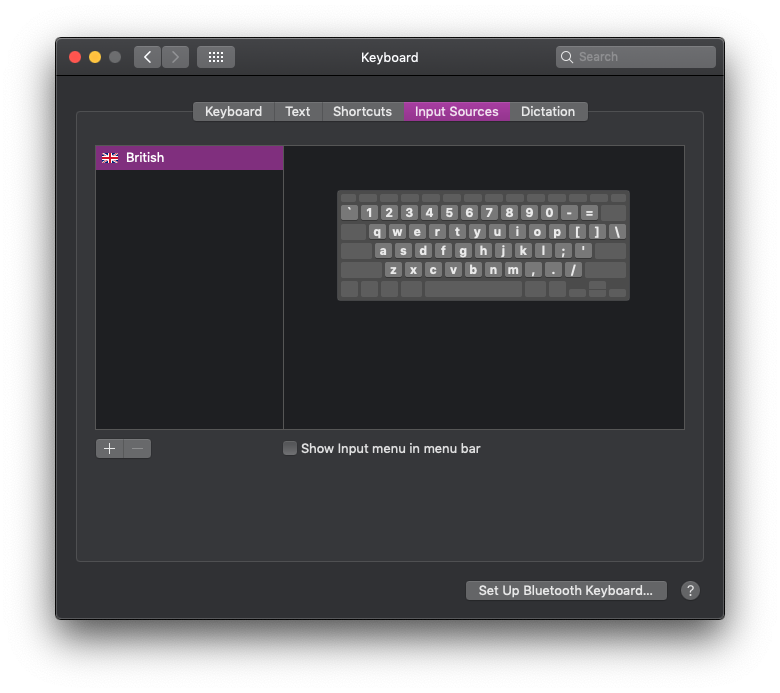 Keyboard
Search
Keyboard Text Shortcuts Input Sources Dictation
British
` 1 2 3 4 5 6 7 8 9 0 - =
q w e r t y u i o p [ ] \
a s d f g h j k l ; '
z x c v b n m , . /
Show Input menu in menu bar
Set Up Bluetooth Keyboard... ?